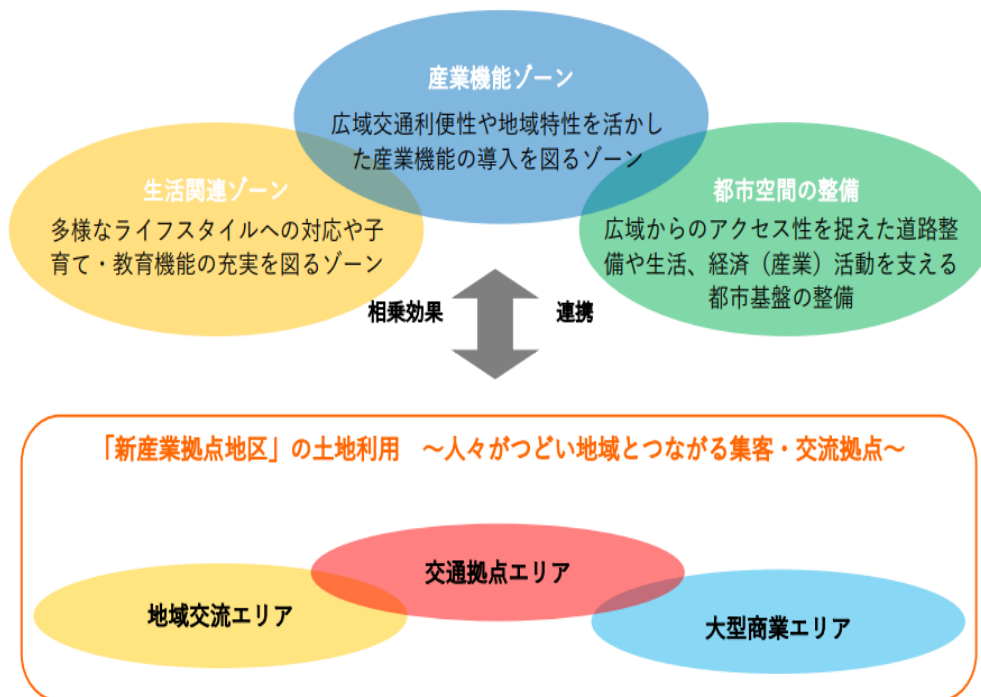 産業機能ゾーン
広域交通利便性や地域特性を活かし
た産業機能の導入を図るゾーン
生活関連ゾーン
多様なライフスタイルへの対応や子
育て・教育機能の充実を図るゾーン
都市空間の整備
広域からのアクセス性を捉えた道路整
備や生活、経済（産業）活動を支える
都市基盤の整備
相乗効果
連携
「新産業拠点地区」の土地利用　～人々がつどい地域とつながる集客・交流拠点～
交通拠点エリア
地域交流エリア
大型商業エリア